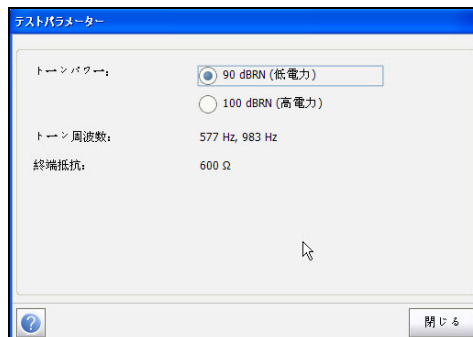 テストパラメーター
トーンパワー:
90 dBRN (低電力)
100 dBRN (高電力)
トーン周波数:
577 Hz, 983 Hz
終端抵抗:
600 Ω
?
閉じる